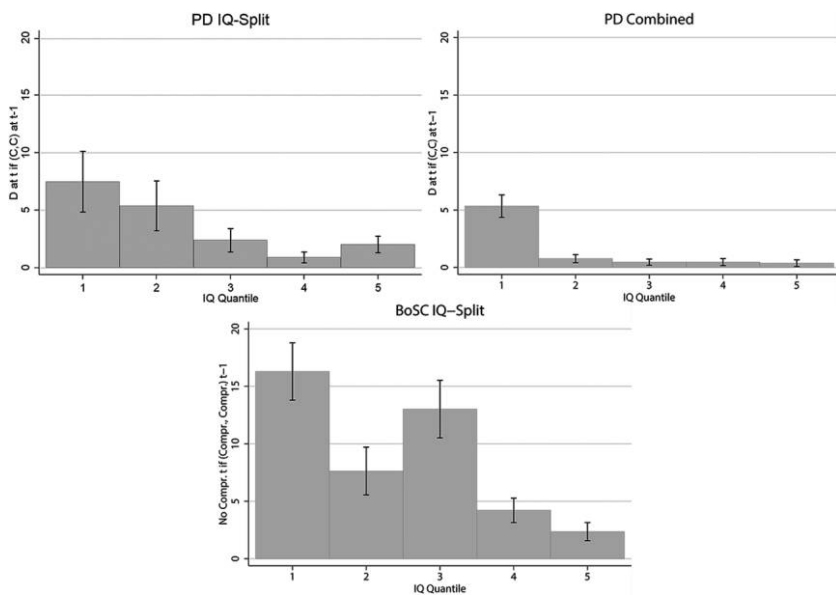 PD IQ-Split
20
15
10
5
0
D at t if (C,C) at t-1
1 2 3 4 5
IQ Quantile
PD Combined
20
15
10
5
0
D at t if (C,C) at t−1
1 2 3 4 5
IQ Quantile
BoSC IQ−Split
20
15
10
5
0
No Compr. t if (Compr., Compr.) t−1
1 2 3 4 5
IQ Quantile